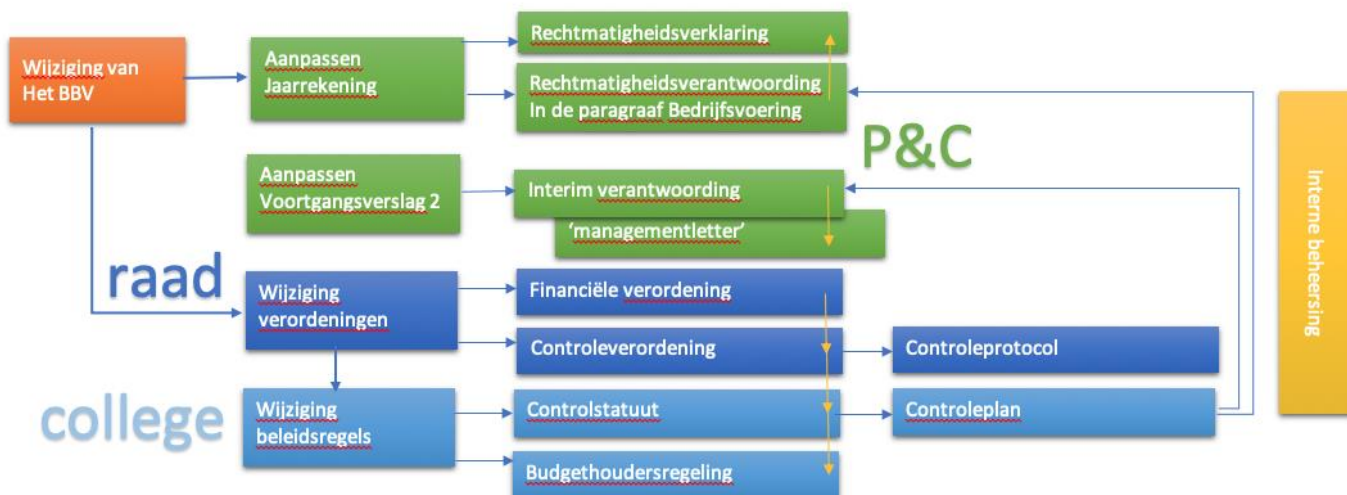 Wijziging van
Het BBV
Aanpassen
Jaarrekening
Rechtmatigheidsverklaring
Rechtmatigheidsverantwoording
In de paragraaf Bedrijfsvoering
P&C
Aanpassen
Voortgangsverslag 2
Interim verantwoording
‘managementletter’
raad
Wijziging
verordeningen
Financiële verordening
Controleverordening
Controleprotocol
college
Wijziging
beleidsregels
Controlstatuut
Controleplan
Budgethoudersregeling
Interne beheersing